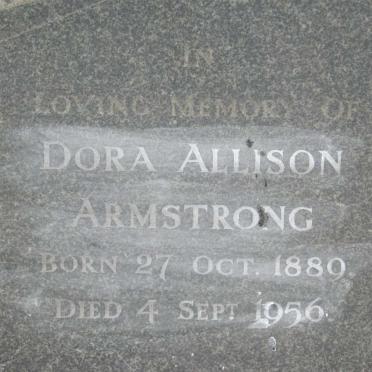 IN
LOVING MEMORY OF
DORA ALLISON
ARMSTRONG
BORN 27 OCT. 1880.
DIED 4 SEPT 1956.